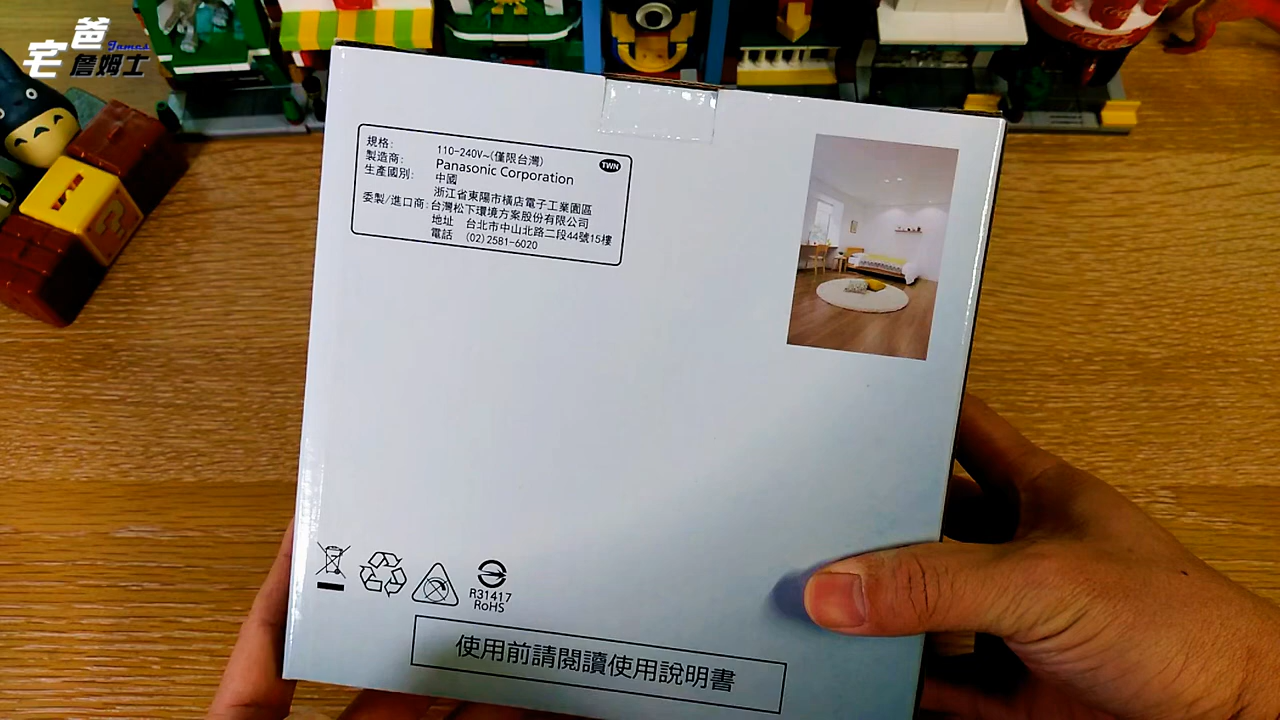 宅爸
games
詹姆士
Coca-Cola
規格: 110-240V~(僅限台灣) TWN
製造商: Panasonic Corporation
生產國別: 中國
浙江省東陽市橫店電子工業園區
委製/進口商: 台灣松下環境方案股份有限公司
地址 台北市中山北路二段44號15樓
電話 (02)2581-6020
R31417
RoHS
使用前請閱讀使用說明書